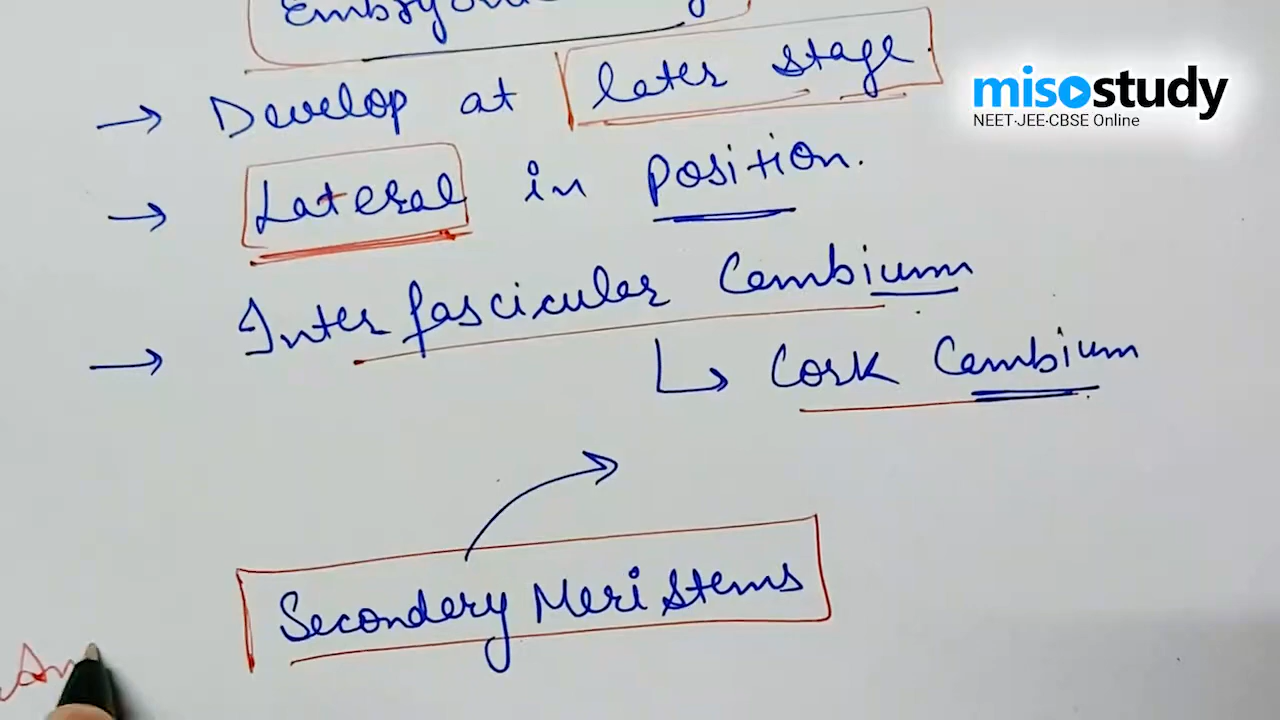 → Develop at later stage
misostudy
NEET-JEE-CBSE Online
→ Lateral in position.
→ Interfascicular Cambium
↳ Cork Cambium
Secondary Meristems